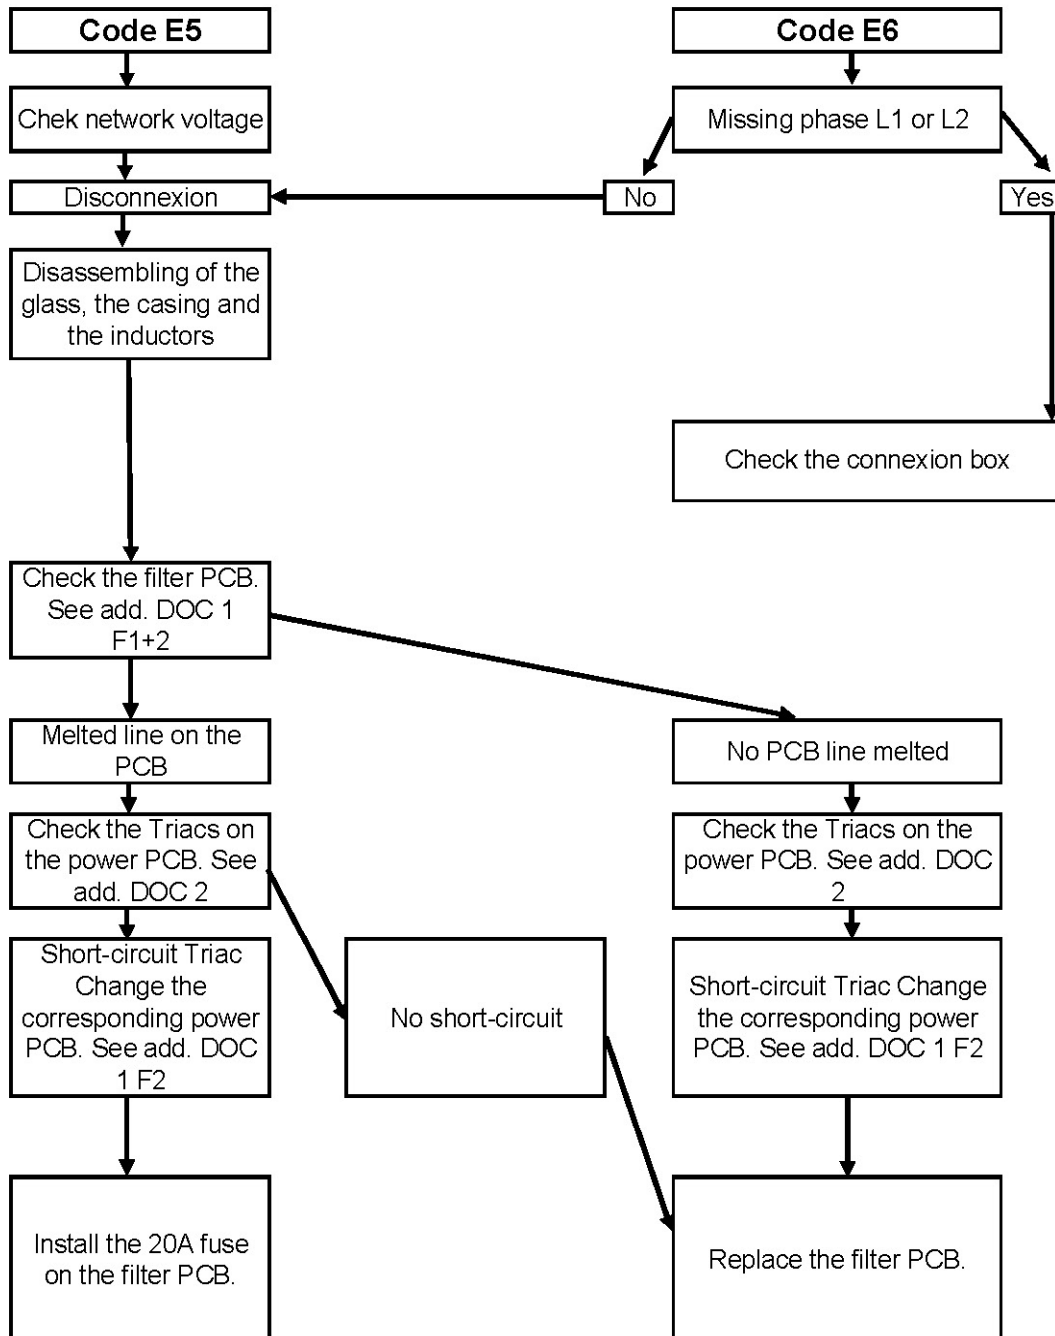 Code E5
Code E6
Chek network voltage
Missing phase L1 or L2
Disconnexion
No
Yes
Disassembling of the
glass, the casing and
the inductors
Check the connexion box
Check the filter PCB.
See add. DOC 1
F1+2
Melted line on the
PCB
No PCB line melted
Check the Triacs on
the power PCB. See
add. DOC 2
Check the Triacs on the
power PCB. See add. DOC
2
Short-circuit Triac
Change the
corresponding power
PCB. See add. DOC
1 F2
No short-circuit
Short-circuit Triac Change
the corresponding power
PCB. See add. DOC 1 F2
Install the 20A fuse
on the filter PCB.
Replace the filter PCB.